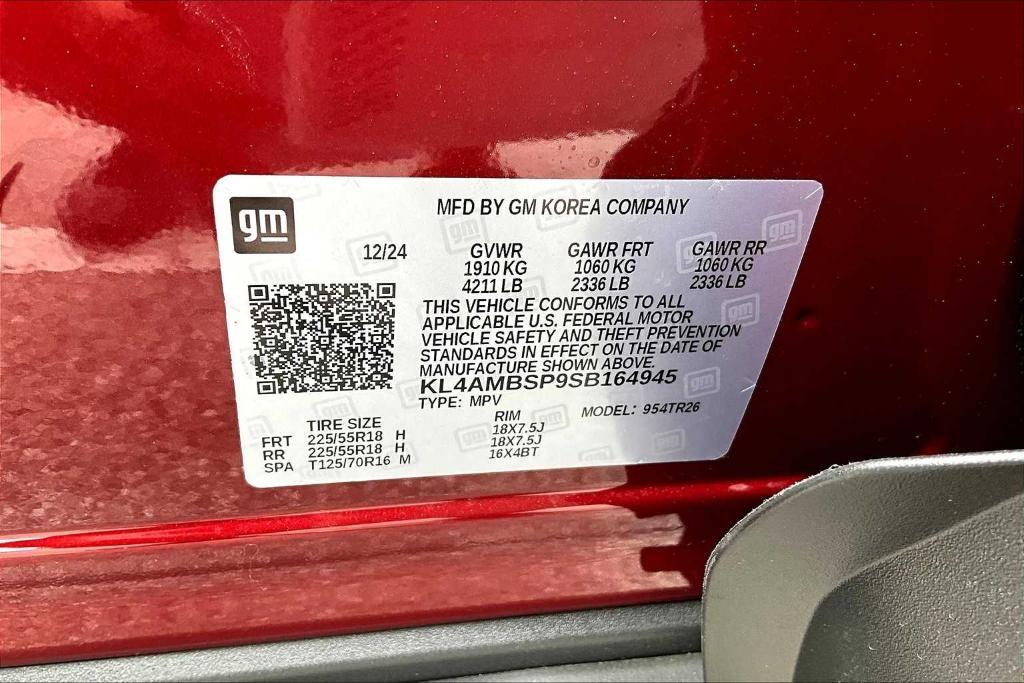 gm
MFD BY GM KOREA COMPANY
12/24 GVWR GAWR FRT GAWR RR
1910 KG 1060 KG 1060 KG
4211 LB 2336 LB 2336 LB
THIS VEHICLE CONFORMS TO ALL
APPLICABLE U.S. FEDERAL MOTOR
VEHICLE SAFETY AND THEFT PREVENTION
STANDARDS IN EFFECT ON THE DATE OF
MANUFACTURE SHOWN ABOVE.
KL4AMBSP9SB164945
TYPE: MPV MODEL: 954TR26
TIRE SIZE RIM
FRT 225/55R18 H 18X7.5J
RR 225/55R18 H 18X7.5J
SPA T125/70R16 M 16X4BT